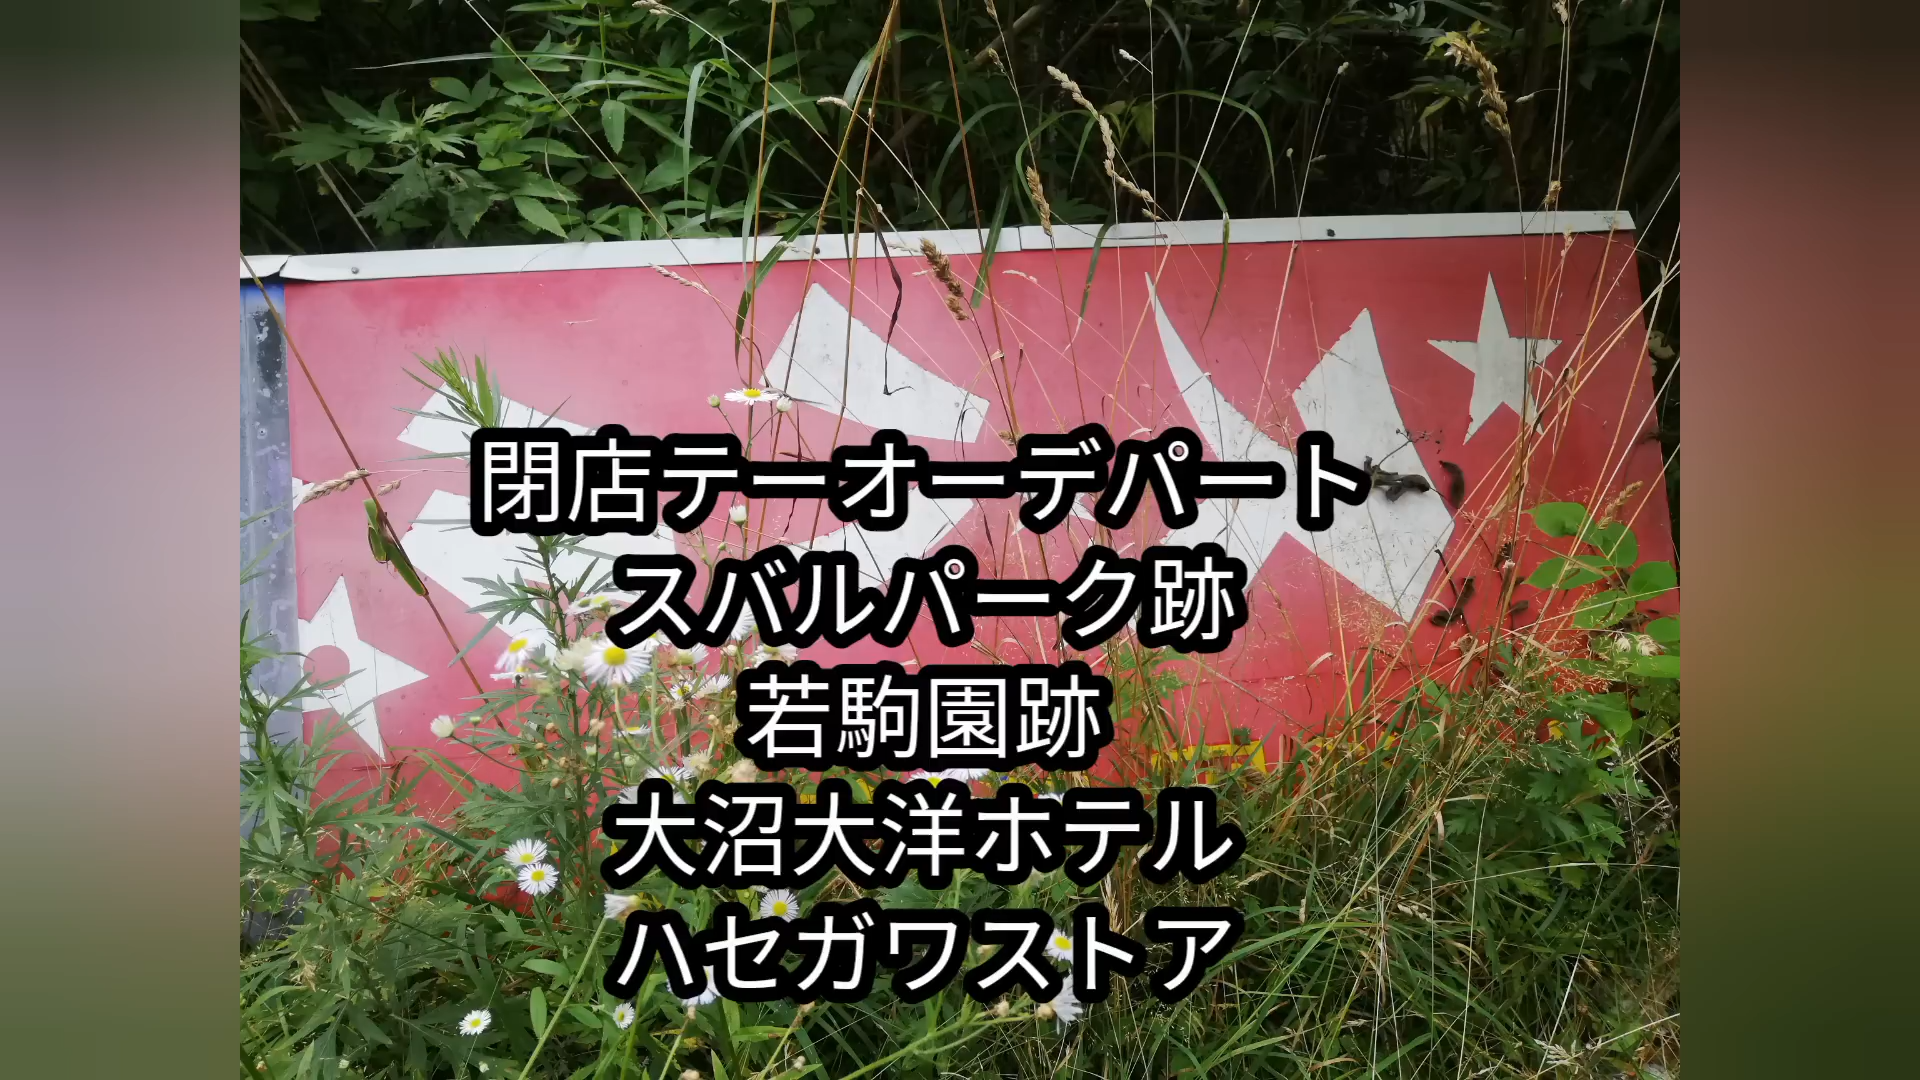 閉店テーオーデパート
スバルパーク跡
若駒園跡
大沼大洋ホテル
ハセガワストア